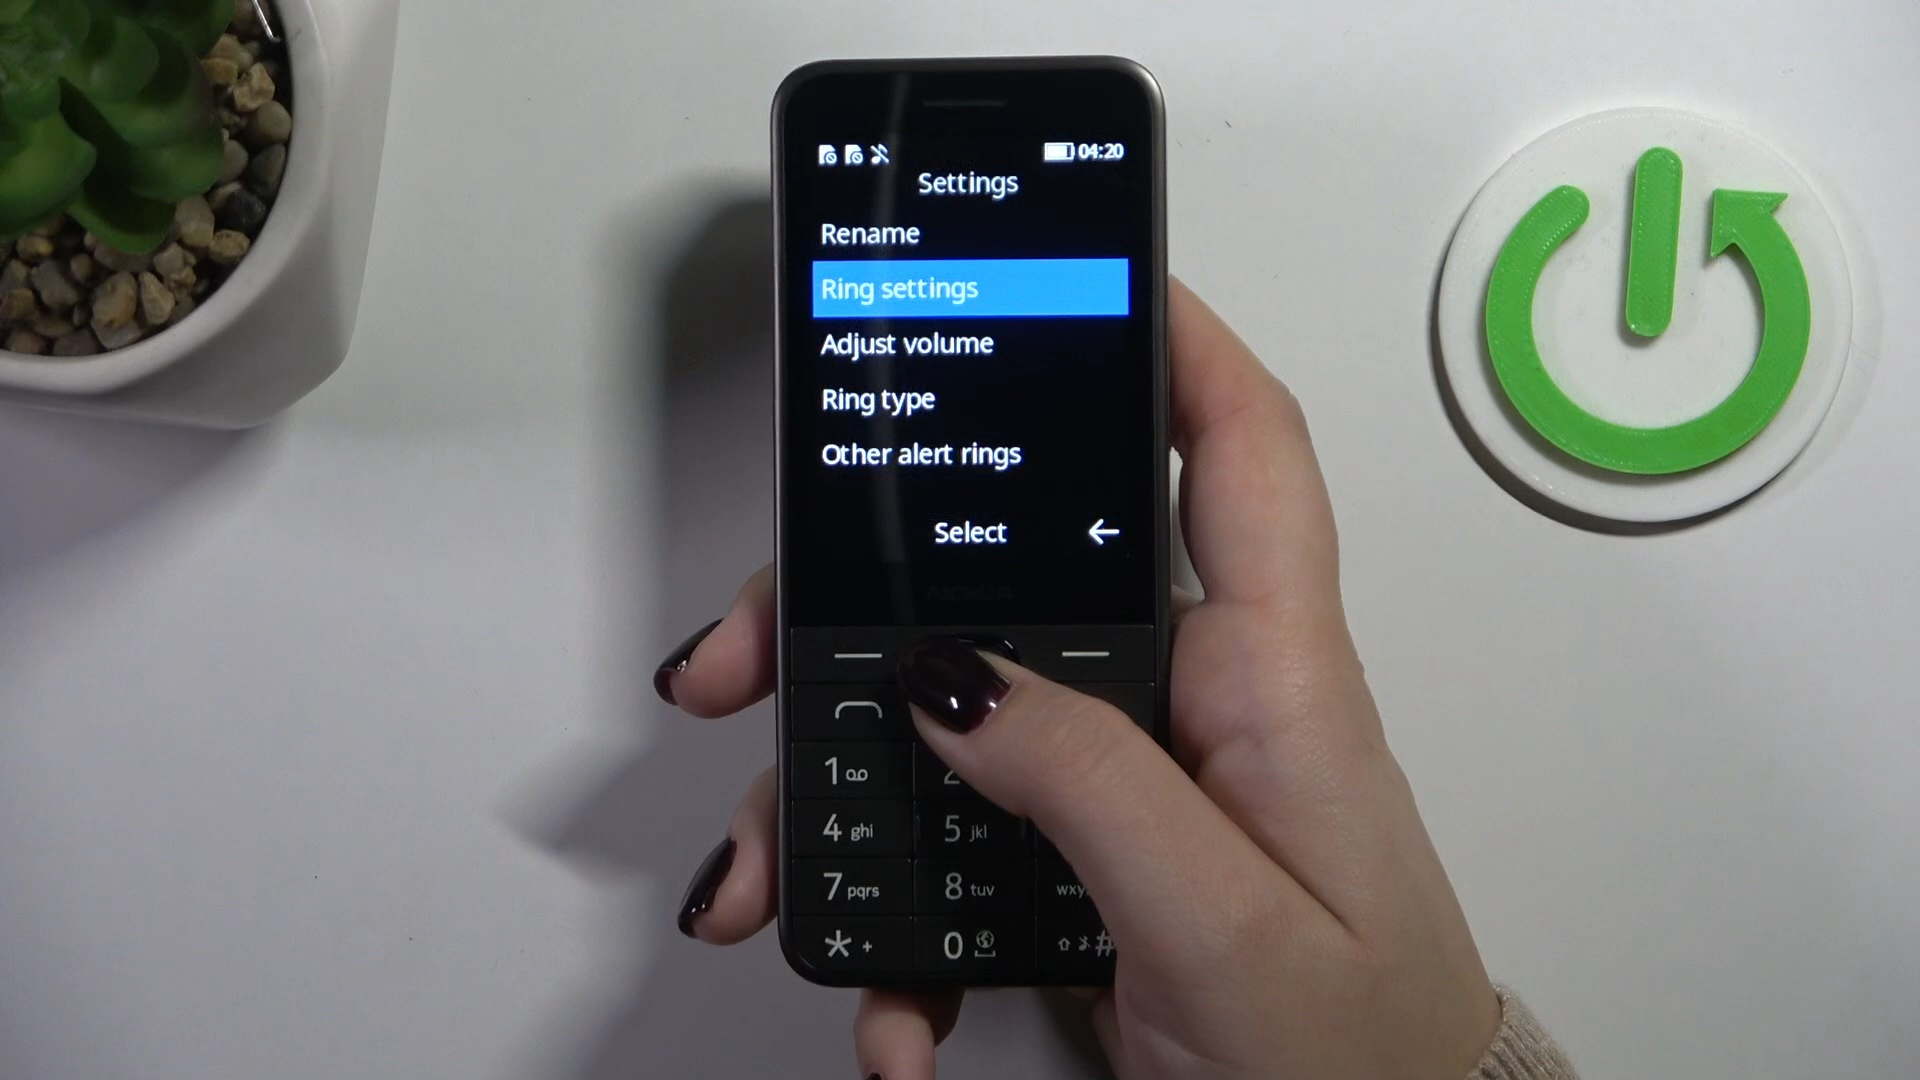 04:20
Settings
Rename
Ring settings
Adjust volume
Ring type
Other alert rings
Select
NOKIA
1
4 ghi 5 jkl
7 pqrs 8 tuv
* + 0 #